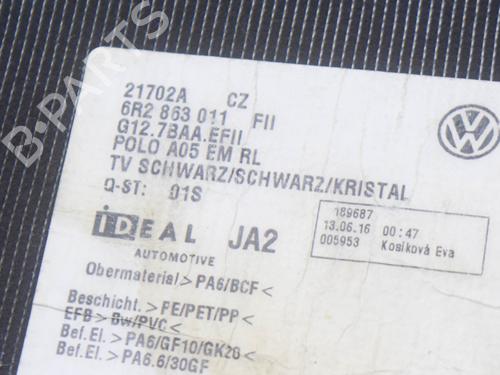 B-PARTS
21702A CZ
6R2 863 011 FII
G12.7BAA.EFII
POLO A05 EM RL
TV SCHWARZ/SCHWARZ/KRISTAL
Q-ST: 01S
iDEAL JA2
AUTOMOTIVE
189687
13.06.16 00:47
005953 Kosíková Eva
Obermaterial>PA6/BCF<
Beschicht.>PE/PET/PP<
EFB>Bw/PVC<
Bef.El.>PA6/GF10/GK20<
Bef.El.>PA6.6/30GF
VW